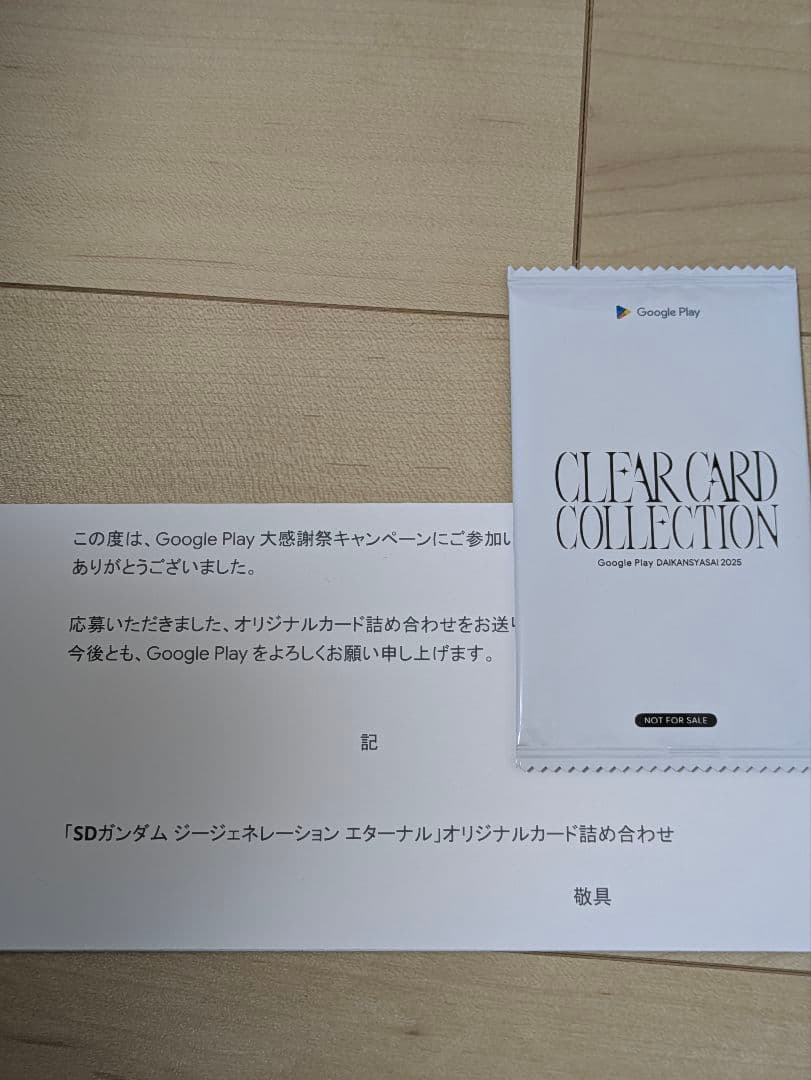 Google Play
CLEAR CARD
COLLECTION
Google Play DAIKANSYASAI 2025
NOT FOR SALE
この度は、Google Play 大感謝祭キャンペーンにご参加い
ありがとうございました。
応募いただきました、オリジナルカード詰め合わせをお送り
今後とも、Google Play をよろしくお願い申し上げます。
記
「SDガンダム ジージェネレーション エターナル」オリジナルカード詰め合わせ
敬具